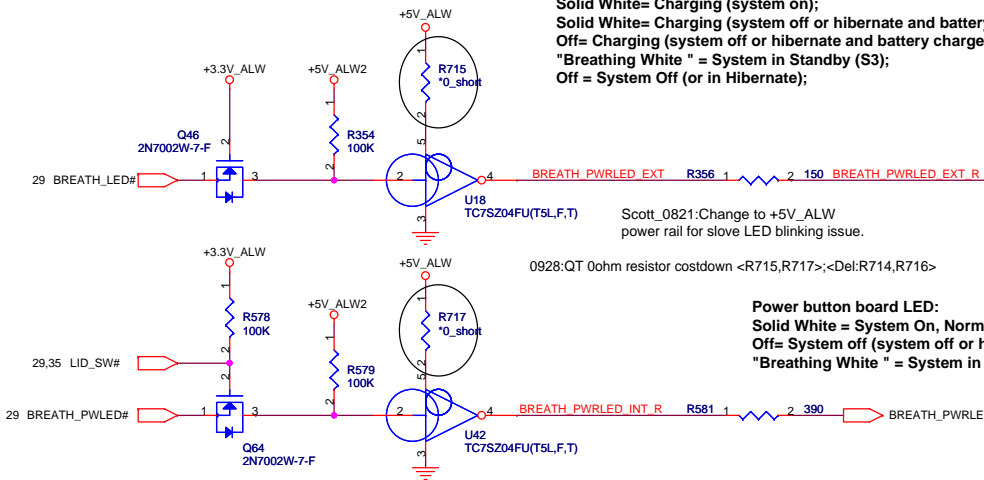 Solid White= Charging (system on);
Solid White= Charging (system off or hibernate and battery
Off= Charging (system off or hibernate and battery charge
"Breathing White " = System in Standby (S3);
Off = System Off (or in Hibernate);
+5V_ALW
R715
*0_short
1
2
5
+3.3V_ALW
+5V_ALW2
1
R354
100K
2
Q46
2N7002W-7-F
2
29 BREATH_LED#
1
3
2
4
3
U18
TC7SZ04FU(T5L,F,T)
BREATH_PWRLED_EXT
R356
1
2
150
BREATH_PWRLED_EXT_R
Scott_0821:Change to +5V_ALW
power rail for slove LED blinking issue.
0928:QT 0ohm resistor costdown <R715,R717>;<Del:R714,R716>
+3.3V_ALW
1
R578
100K
2
+5V_ALW2
1
R579
100K
2
+5V_ALW
1
R717
*0_short
2
5
Power button board LED:
Solid White = System On, Norm
Off= System off (system off or h
"Breathing White " = System in
29,35 LID_SW#
2
29 BREATH_PWLED#
1
3
Q64
2N7002W-7-F
2
4
3
U42
TC7SZ04FU(T5L,F,T)
BREATH_PWRLED_INT_R
R581
1
2
390
BREATH_PWRLE